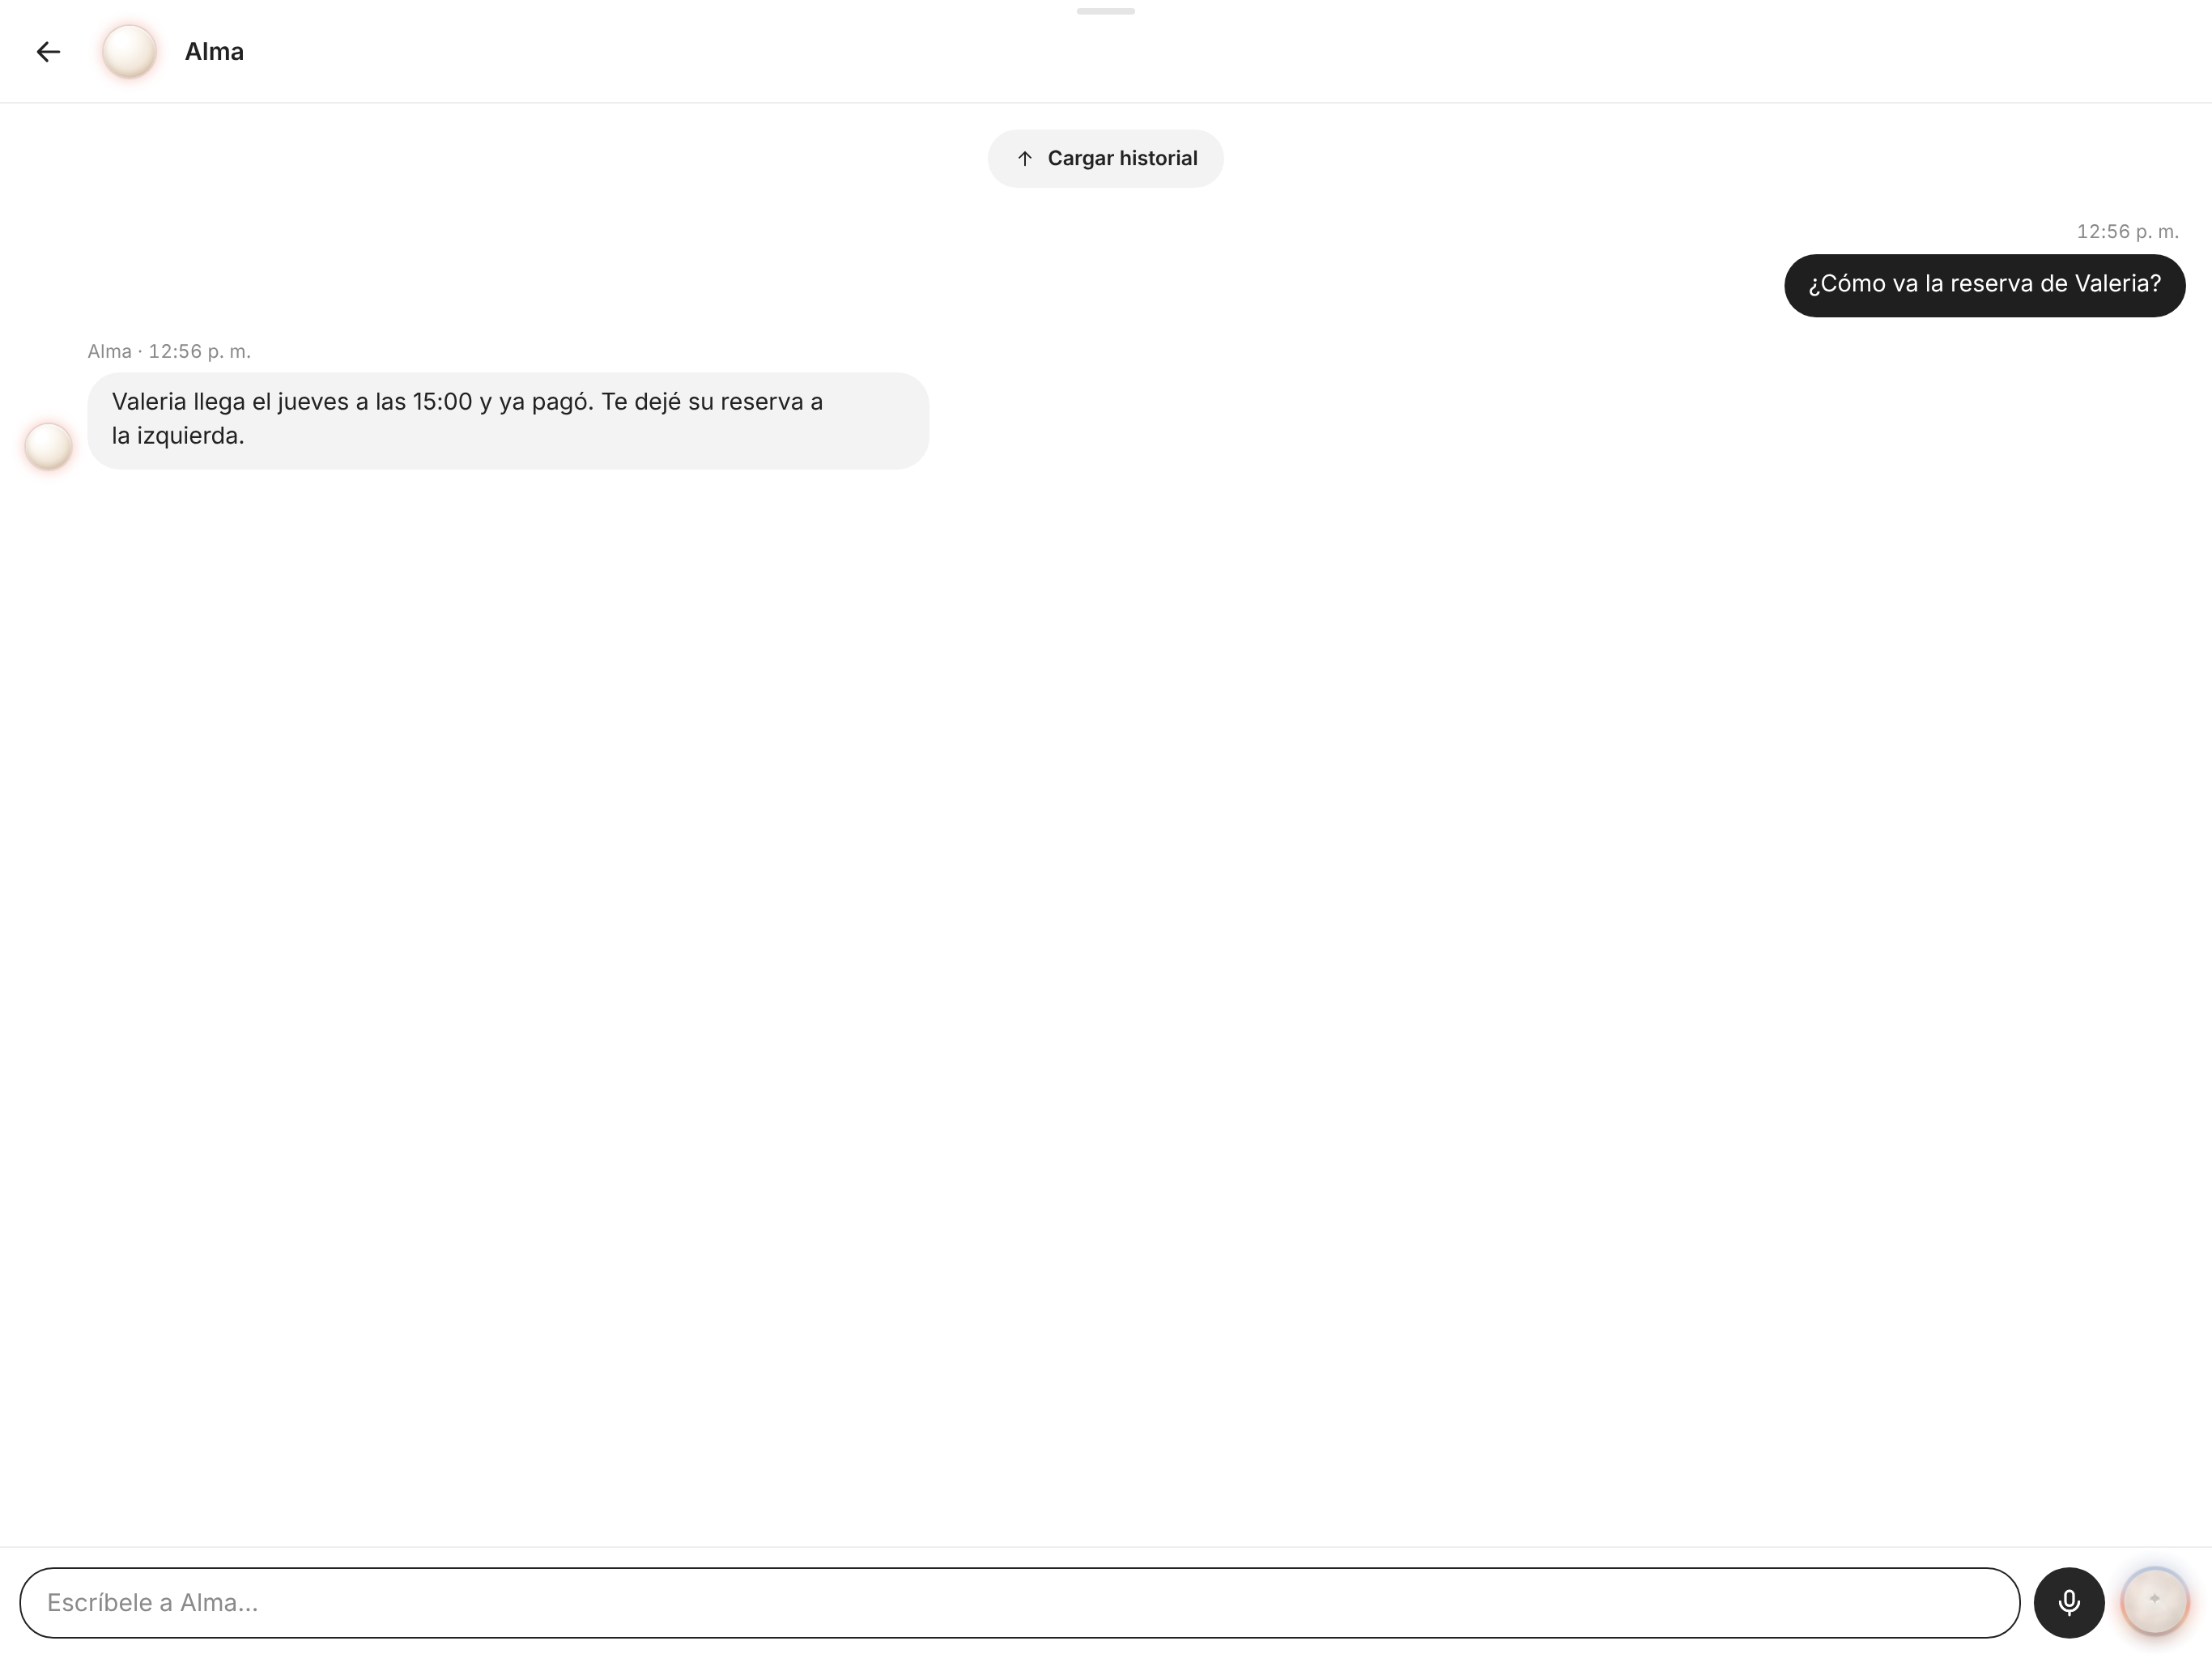 Alma
Cargar historial
12:56 p. m.
¿Cómo va la reserva de Valeria?
Alma · 12:56 p. m.
Valeria llega el jueves a las 15:00 y ya pagó. Te dejé su reserva a
la izquierda.
Escríbele a Alma...